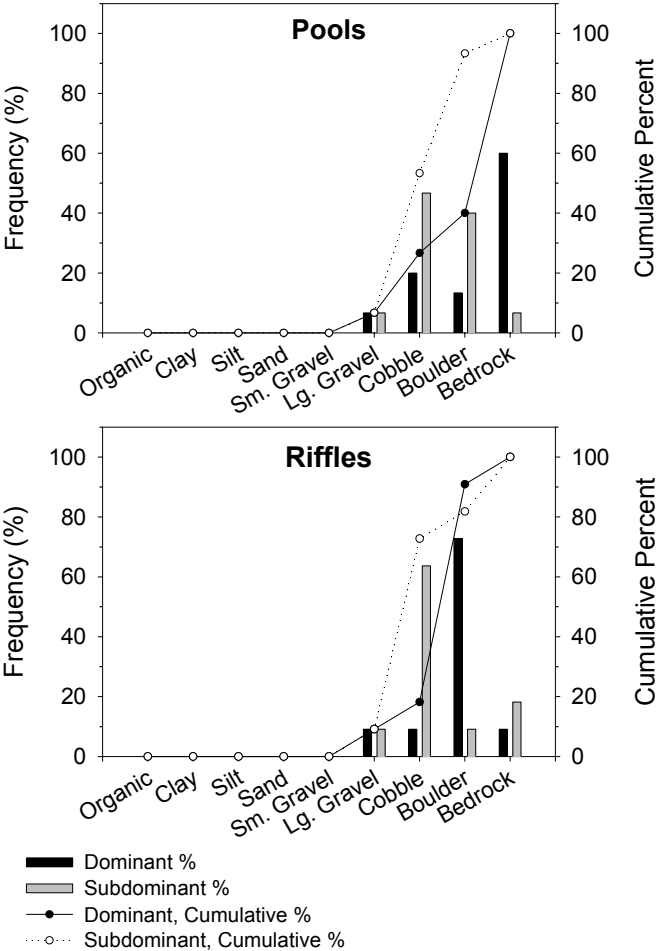 Pools
Frequency (%)
Cumulative Percent
100
80
60
40
20
0
100
80
60
40
20
0
Organic
Clay
Silt
Sand
Sm. Gravel
Lg. Gravel
Cobble
Boulder
Bedrock
Riffles
Frequency (%)
Cumulative Percent
100
80
60
40
20
0
100
80
60
40
20
0
Organic
Clay
Silt
Sand
Sm. Gravel
Lg. Gravel
Cobble
Boulder
Bedrock
Dominant %
Subdominant %
Dominant, Cumulative %
Subdominant, Cumulative %